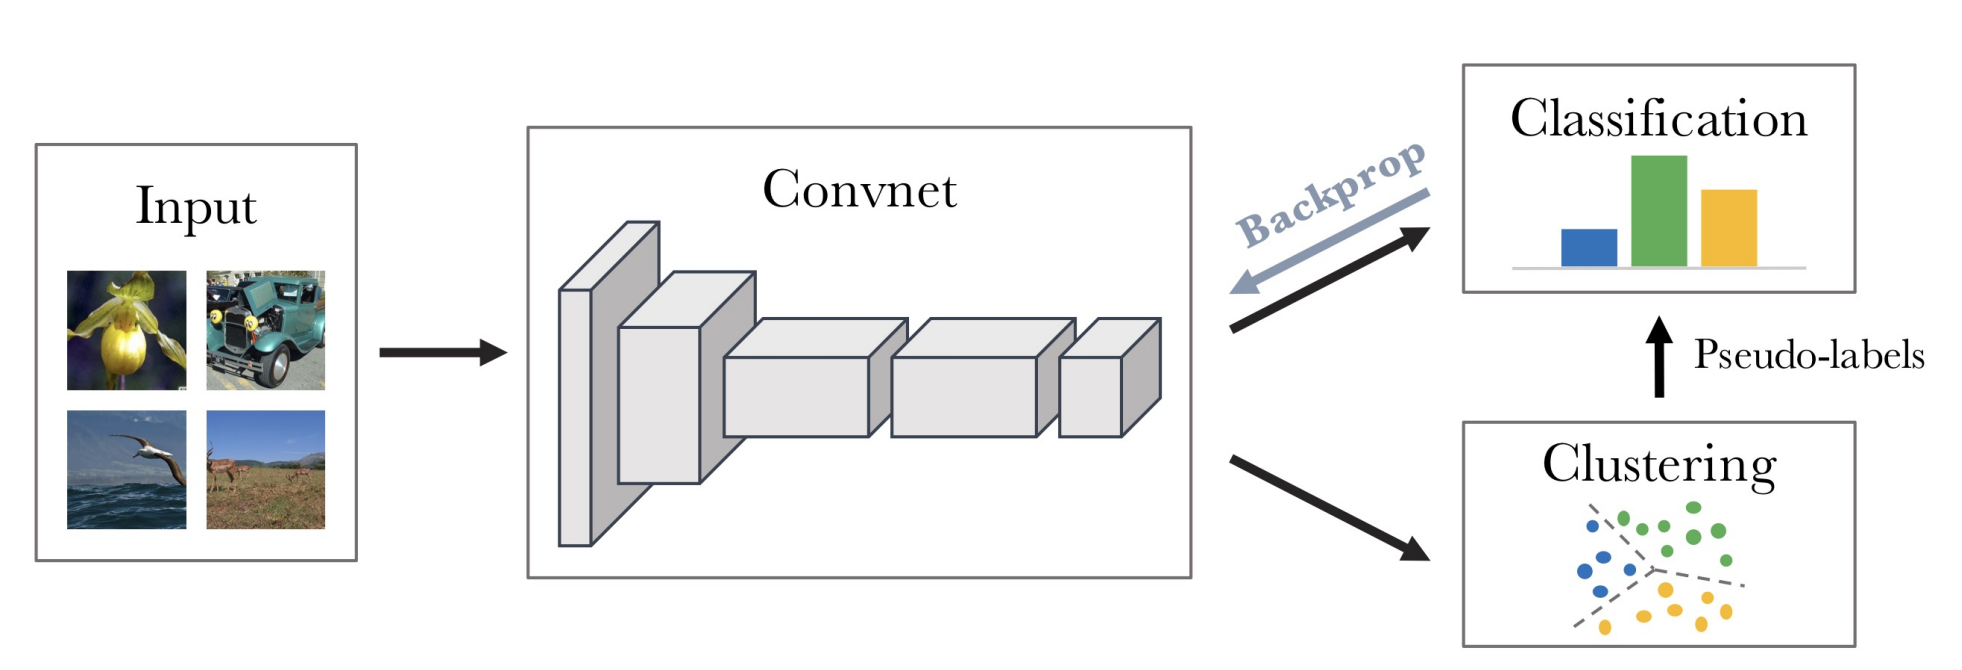 Input
Convnet
Backprop
Classification
Pseudo-labels
Clustering